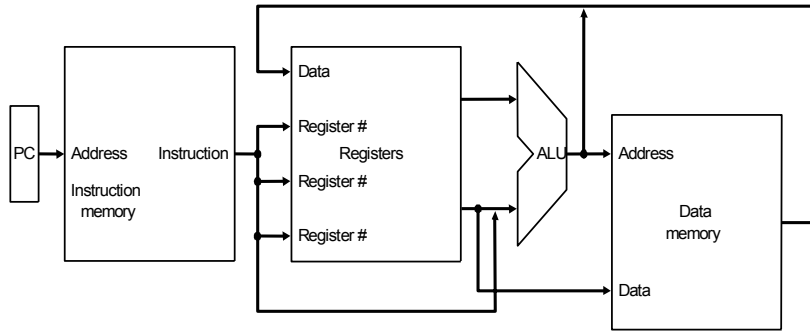 PC
Address
Instruction
Instruction
memory
Data
Register #
Registers
Register #
Register #
ALU
Address
Data
memory
Data